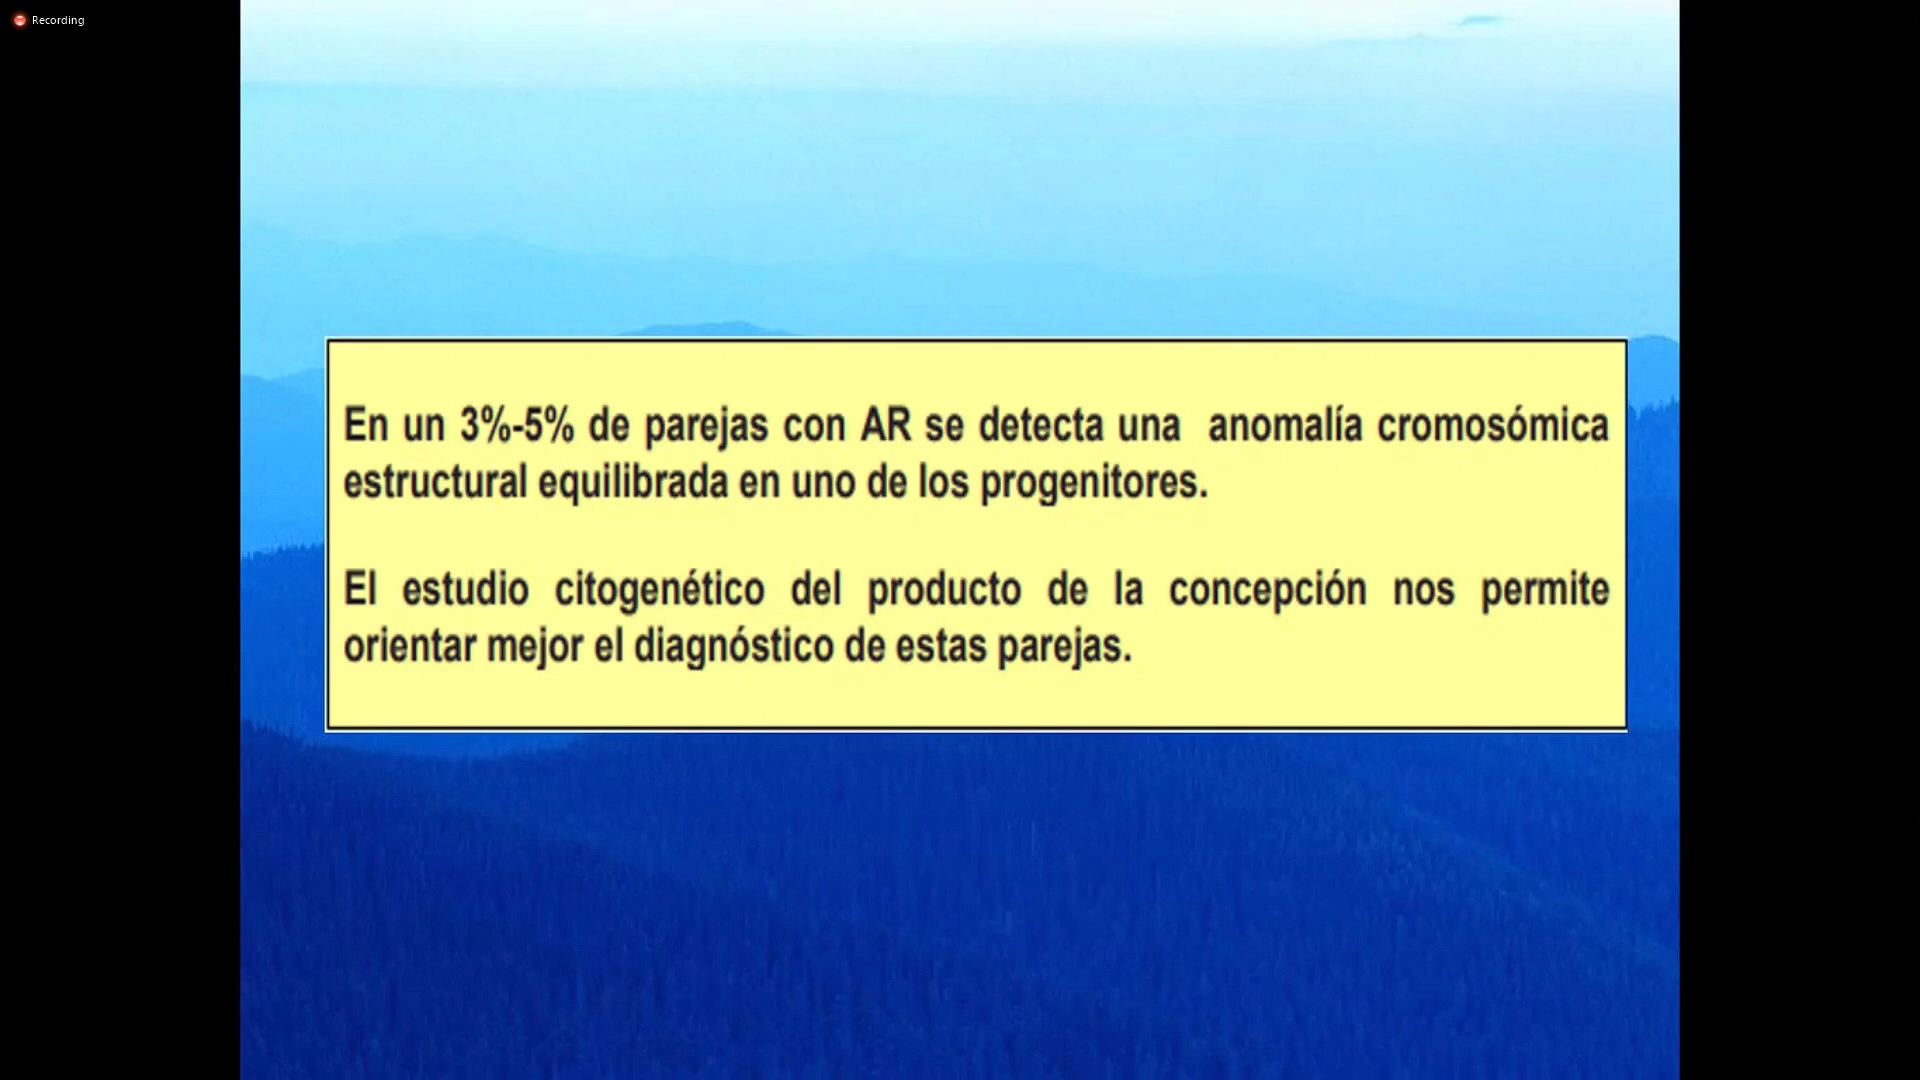 Recording
En un 3%-5% de parejas con AR se detecta una anomalía cromosómica
estructural equilibrada en uno de los progenitores.
El estudio citogenético del producto de la concepción nos permite
orientar mejor el diagnóstico de estas parejas.